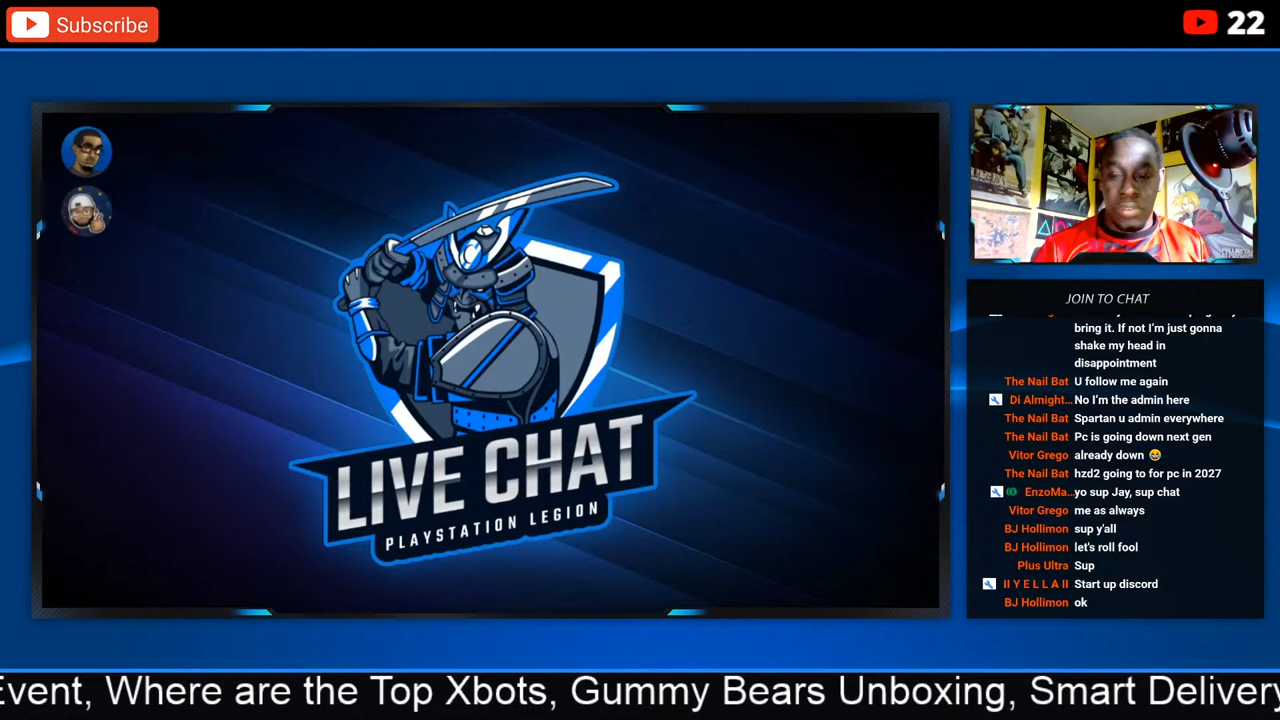 Subscribe
22
LIVE CHAT
PLAYSTATION LEGION
JOIN TO CHAT
bring it. If not I'm just gonna
shake my head in
disappointment
The Nail Bat U follow me again
Di Almight... No I'm the admin here
The Nail Bat Spartan u admin everywhere
The Nail Bat Pc is going down next gen
Vitor Grego already down 😂
The Nail Bat hzd2 going to for pc in 2027
EnzoMa... yo sup Jay, sup chat
Vitor Grego me as always
BJ Hollimon sup y'all
BJ Hollimon let's roll fool
Plus Ultra Sup
II Y E L L A II Start up discord
BJ Hollimon ok
Event, Where are the Top Xbots, Gummy Bears Unboxing, Smart Delivery